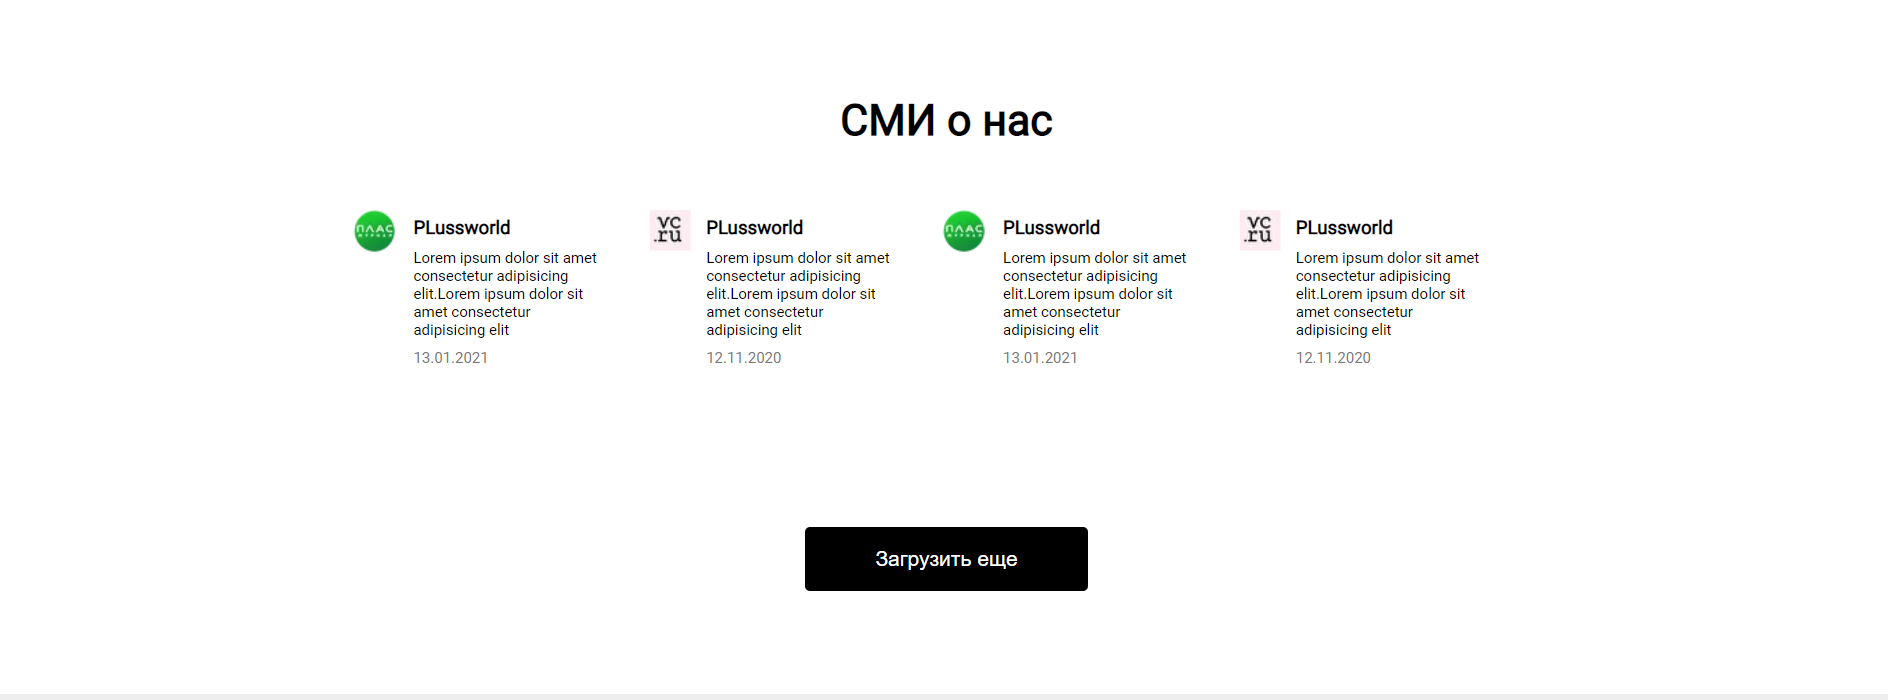 СМИ о нас
ПЛАС
ЖУРНАЛ
PLussworld
Lorem ipsum dolor sit amet
consectetur adipisicing
elit.Lorem ipsum dolor sit
amet consectetur
adipisicing elit
13.01.2021
vc
.ru
PLussworld
Lorem ipsum dolor sit amet
consectetur adipisicing
elit.Lorem ipsum dolor sit
amet consectetur
adipisicing elit
12.11.2020
ПЛАС
ЖУРНАЛ
PLussworld
Lorem ipsum dolor sit amet
consectetur adipisicing
elit.Lorem ipsum dolor sit
amet consectetur
adipisicing elit
13.01.2021
vc
.ru
PLussworld
Lorem ipsum dolor sit amet
consectetur adipisicing
elit.Lorem ipsum dolor sit
amet consectetur
adipisicing elit
12.11.2020
Загрузить еще